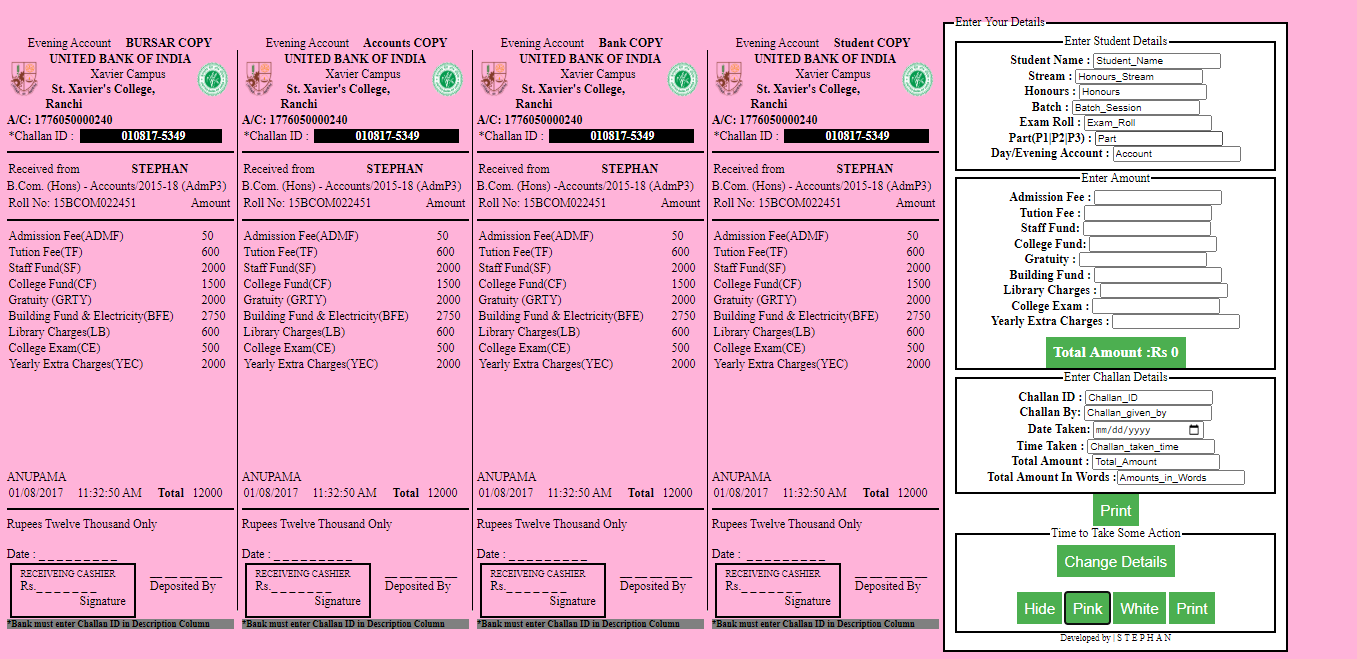 Evening Account BURSAR COPY
UNITED BANK OF INDIA
Xavier Campus
St. Xavier's College,
Ranchi
A/C: 1776050000240
*Challan ID : 010817-5349
Received from STEPHAN
B.Com. (Hons) - Accounts/2015-18 (AdmP3)
Roll No: 15BCOM022451 Amount
Admission Fee(ADMF) 50
Tution Fee(TF) 600
Staff Fund(SF) 2000
College Fund(CF) 1500
Gratuity (GRTY) 2000
Building Fund & Electricity(BFE) 2750
Library Charges(LB) 600
College Exam(CE) 500
Yearly Extra Charges(YEC) 2000
ANUPAMA
01/08/2017 11:32:50 AM Total 12000
Rupees Twelve Thousand Only
Date : _ _ _ _ _ _ _ _ _
RECEIVEING CASHIER
Rs._ _ _ _ _ _ _
Signature
__ __ __ __ __
Deposited By
*Bank must enter Challan ID in Description Column
Evening Account Accounts COPY
UNITED BANK OF INDIA
Xavier Campus
St. Xavier's College,
Ranchi
A/C: 1776050000240
*Challan ID : 010817-5349
Received from STEPHAN
B.Com. (Hons) - Accounts/2015-18 (AdmP3)
Roll No: 15BCOM022451 Amount
Admission Fee(ADMF) 50
Tution Fee(TF) 600
Staff Fund(SF) 2000
College Fund(CF) 1500
Gratuity (GRTY) 2000
Building Fund & Electricity(BFE) 2750
Library Charges(LB) 600
College Exam(CE) 500
Yearly Extra Charges(YEC) 2000
ANUPAMA
01/08/2017 11:32:50 AM Total 12000
Rupees Twelve Thousand Only
Date : _ _ _ _ _ _ _ _ _
RECEIVEING CASHIER
Rs._ _ _ _ _ _ _
Signature
__ __ __ __ __
Deposited By
*Bank must enter Challan ID in Description Column
Evening Account Bank COPY
UNITED BANK OF INDIA
Xavier Campus
St. Xavier's College,
Ranchi
A/C: 1776050000240
*Challan ID : 010817-5349
Received from STEPHAN
B.Com. (Hons) -Accounts/2015-18 (AdmP3)
Roll No: 15BCOM022451 Amount
Admission Fee(ADMF) 50
Tution Fee(TF) 600
Staff Fund(SF) 2000
College Fund(CF) 1500
Gratuity (GRTY) 2000
Building Fund & Electricity(BFE) 2750
Library Charges(LB) 600
College Exam(CE) 500
Yearly Extra Charges(YEC) 2000
ANUPAMA
01/08/2017 11:32:50 AM Total 12000
Rupees Twelve Thousand Only
Date : _ _ _ _ _ _ _ _ _
RECEIVEING CASHIER
Rs._ _ _ _ _ _ _
Signature
__ __ __ __ __
Deposited By
*Bank must enter Challan ID in Description Column
Evening Account Student COPY
UNITED BANK OF INDIA
Xavier Campus
St. Xavier's College,
Ranchi
A/C: 1776050000240
*Challan ID : 010817-5349
Received from STEPHAN
B.Com. (Hons) - Accounts/2015-18 (AdmP3)
Roll No: 15BCOM022451 Amount
Admission Fee(ADMF) 50
Tution Fee(TF) 600
Staff Fund(SF) 2000
College Fund(CF) 1500
Gratuity (GRTY) 2000
Building Fund & Electricity(BFE) 2750
Library Charges(LB) 600
College Exam(CE) 500
Yearly Extra Charges(YEC) 2000
ANUPAMA
01/08/2017 11:32:50 AM Total 12000
Rupees Twelve Thousand Only
Date : _ _ _ _ _ _ _ _ _
RECEIVEING CASHIER
Rs._ _ _ _ _ _ _
Signature
__ __ __ __ __
Deposited By
*Bank must enter Challan ID in Description Column
Enter Your Details
Enter Student Details
Student Name : Student_Name
Stream : Honours_Stream
Honours : Honours
Batch : Batch_Session
Exam Roll : Exam_Roll
Part(P1|P2|P3) : Part
Day/Evening Account : Account
Enter Amount
Admission Fee :
Tution Fee :
Staff Fund:
College Fund:
Gratuity :
Building Fund :
Library Charges :
College Exam :
Yearly Extra Charges :
Total Amount :Rs 0
Enter Challan Details
Challan ID : Challan_ID
Challan By: Challan_given_by
Date Taken: mm/dd/yyyy
Time Taken : Challan_taken_time
Total Amount : Total_Amount
Total Amount In Words : Amounts_in_Words
Print
Time to Take Some Action
Change Details
Hide Pink White Print
Developed by | S T E P H A N